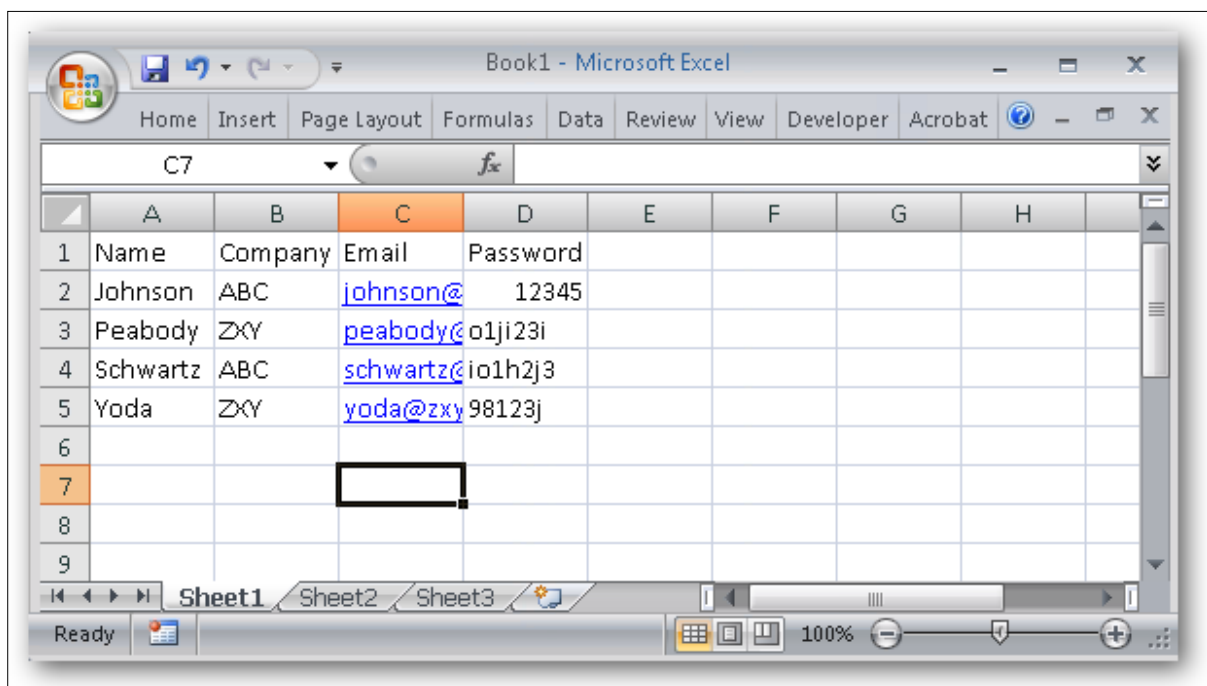 Book1 - Microsoft Excel
Home Insert Page Layout Formulas Data Review View Developer Acrobat
C7 fx
A B C D E F G H
1 Name Company Email Password
2 Johnson ABC johnson@ 12345
3 Peabody ZXY peabody@ o1ji23i
4 Schwartz ABC schwartz@ io1h2j3
5 Yoda ZXY yoda@zxy 98123j
6
7
8
9
Sheet1 Sheet2 Sheet3
Ready 100%